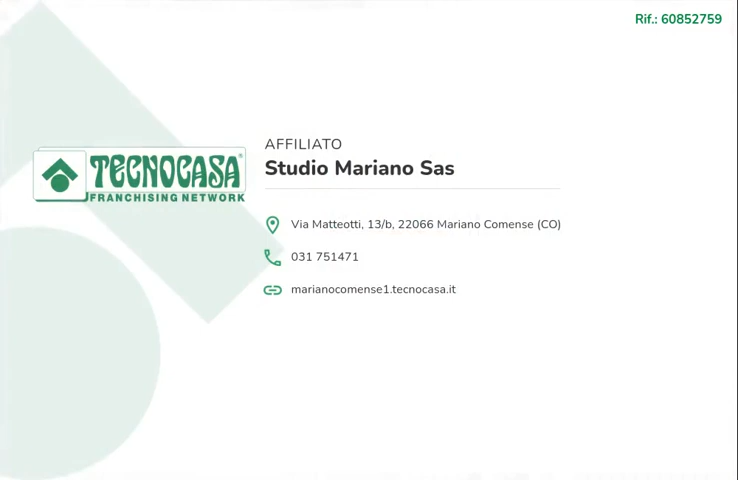 Rif.: 60852759
AFFILIATO
Studio Mariano Sas
TECNOCASA®
FRANCHISING NETWORK
Via Matteotti, 13/b, 22066 Mariano Comense (CO)
031 751471
marianocomense1.tecnocasa.it